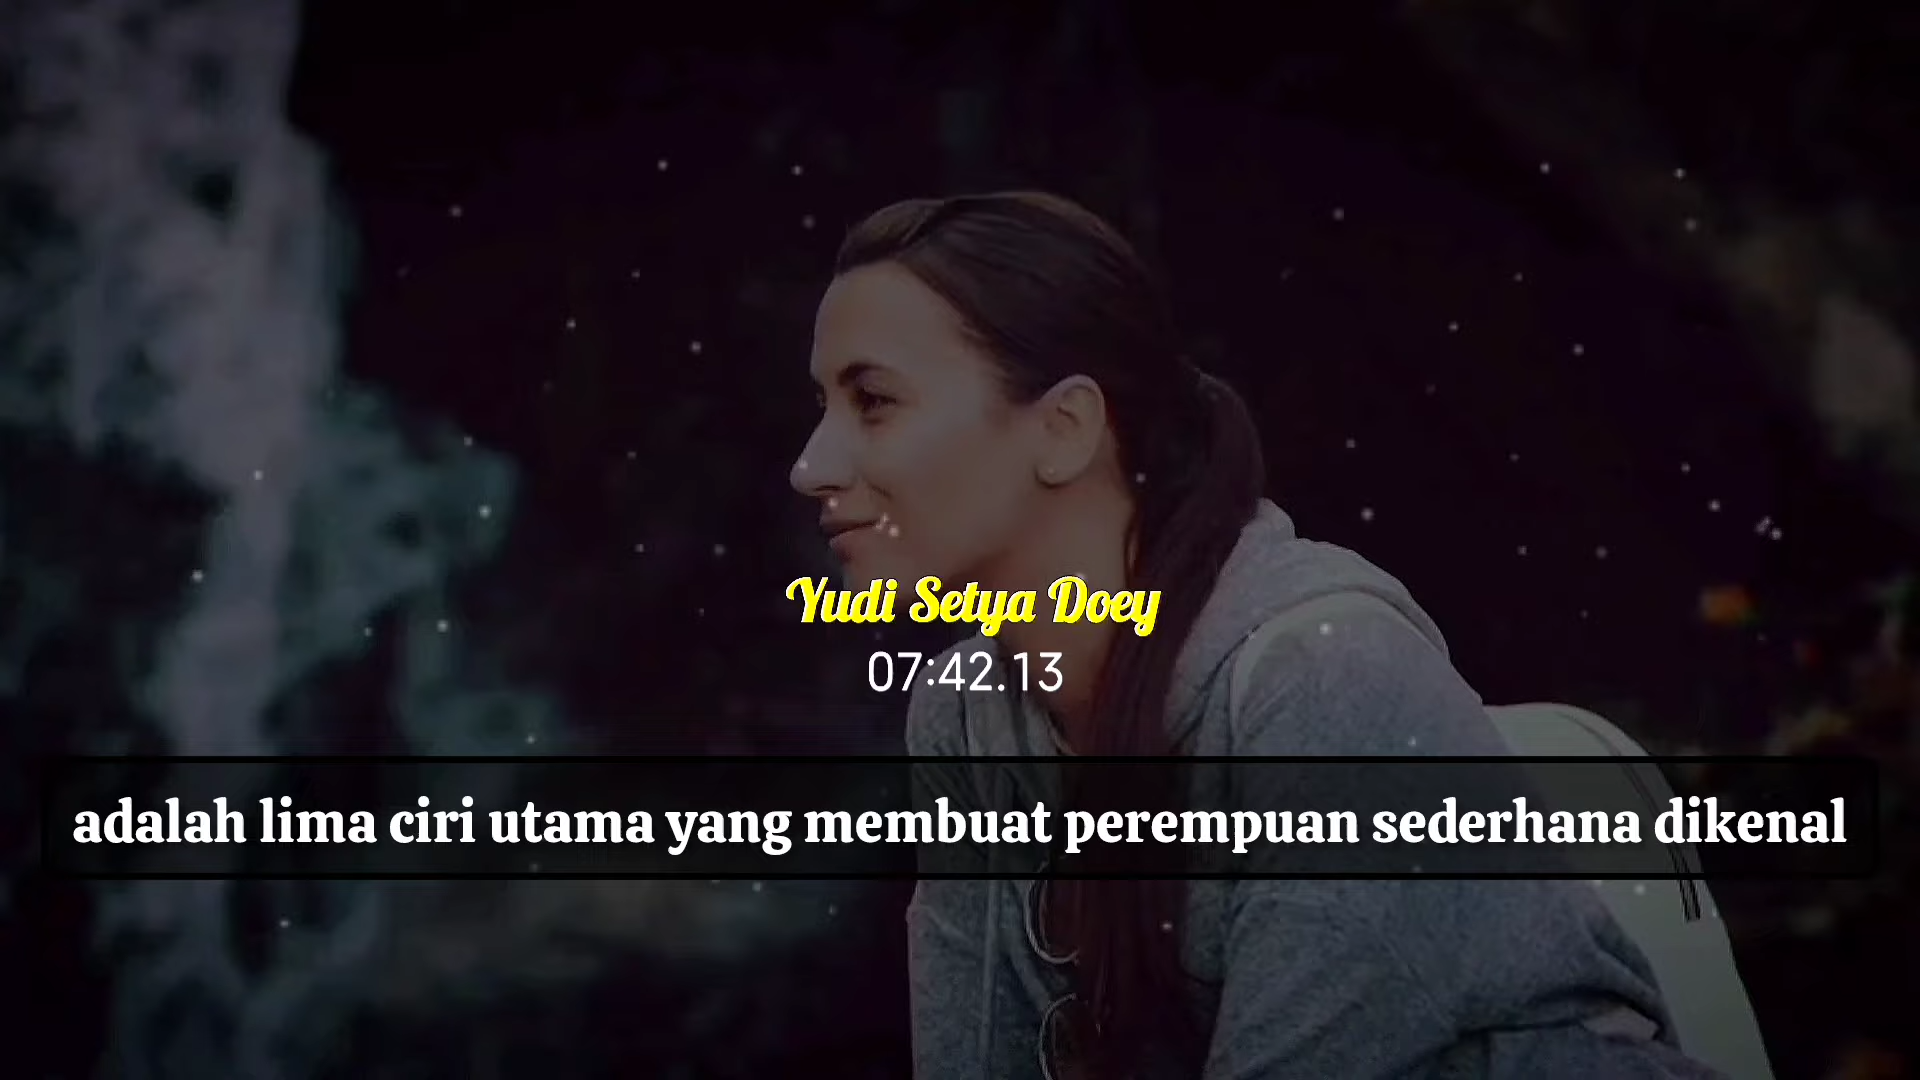 Yudi Setya Doey
07:42.13
adalah lima ciri utama yang membuat perempuan sederhana dikenal